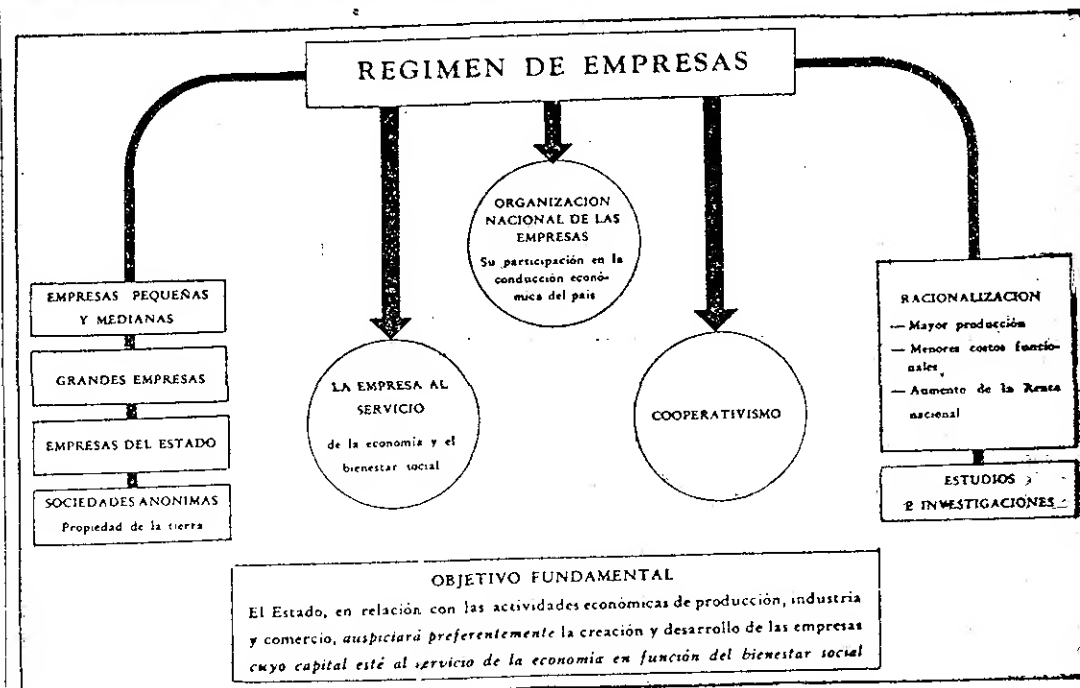 REGIMEN DE EMPRESAS
ORGANIZACION
NACIONAL DE LAS
EMPRESAS
Su participación en la
conducción econó-
mica del país
EMPRESAS PEQUEÑAS
Y MEDIANAS
GRANDES EMPRESAS
EMPRESAS DEL ESTADO
SOCIEDADES ANONIMAS
Propiedad de la tierra
LA EMPRESA AL
SERVICIO
de la economía y el
bienestar social
COOPERATIVISMO
RACIONALIZACION
— Mayor producción
— Menores costos funcio-
nales,
— Aumento de la Renta
nacional
ESTUDIOS
E INVESTIGACIONES
OBJETIVO FUNDAMENTAL
El Estado, en relación con las actividades económicas de producción, industria
y comercio, auspiciará preferentemente la creación y desarrollo de las empresas
cuyo capital esté al servicio de la economía en función del bienestar social